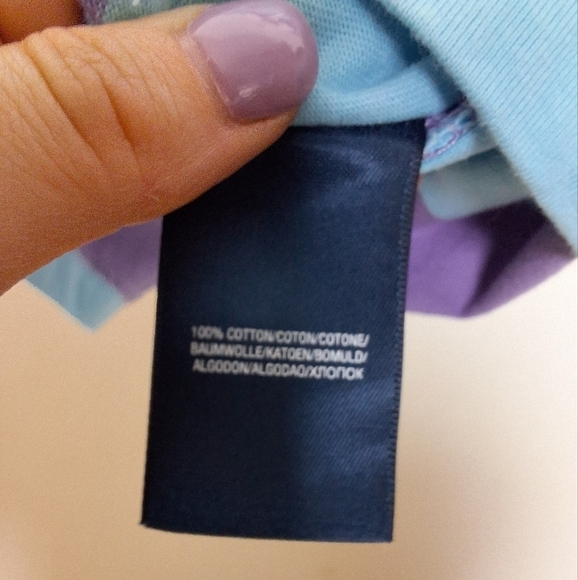 100% COTTON/COTON/COTONE/
BAUMWOLLE/KATOEN/BOMULD/
ALGODON/ALGODAO/ХЛОПОК